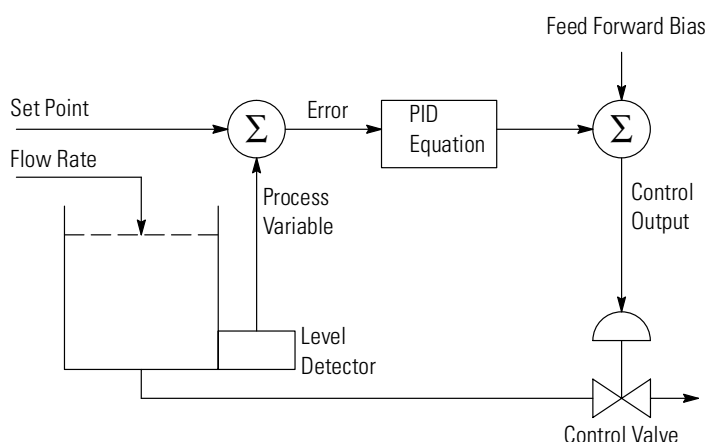 Feed Forward Bias
Set Point
Σ
Error
PID
Equation
Σ
Flow Rate
Process
Variable
Control
Output
Level
Detector
Control Valve